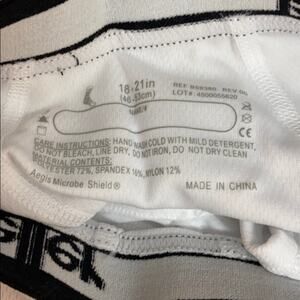 18-21in
(46-53cm)
REF
LOT# 4500055620
CARE INSTRUCTIONS: HAND WASH COLD WITH MILD DETERGENT,
DO NOT BLEACH, LINE DRY, DO NOT IRON, DO NOT DRY CLEAN
MATERIAL CONTENTS:
POLYESTER 72%, SPANDEX 16%, NYLON 12%
Aegis Microbe Shield®
MADE IN CHINA